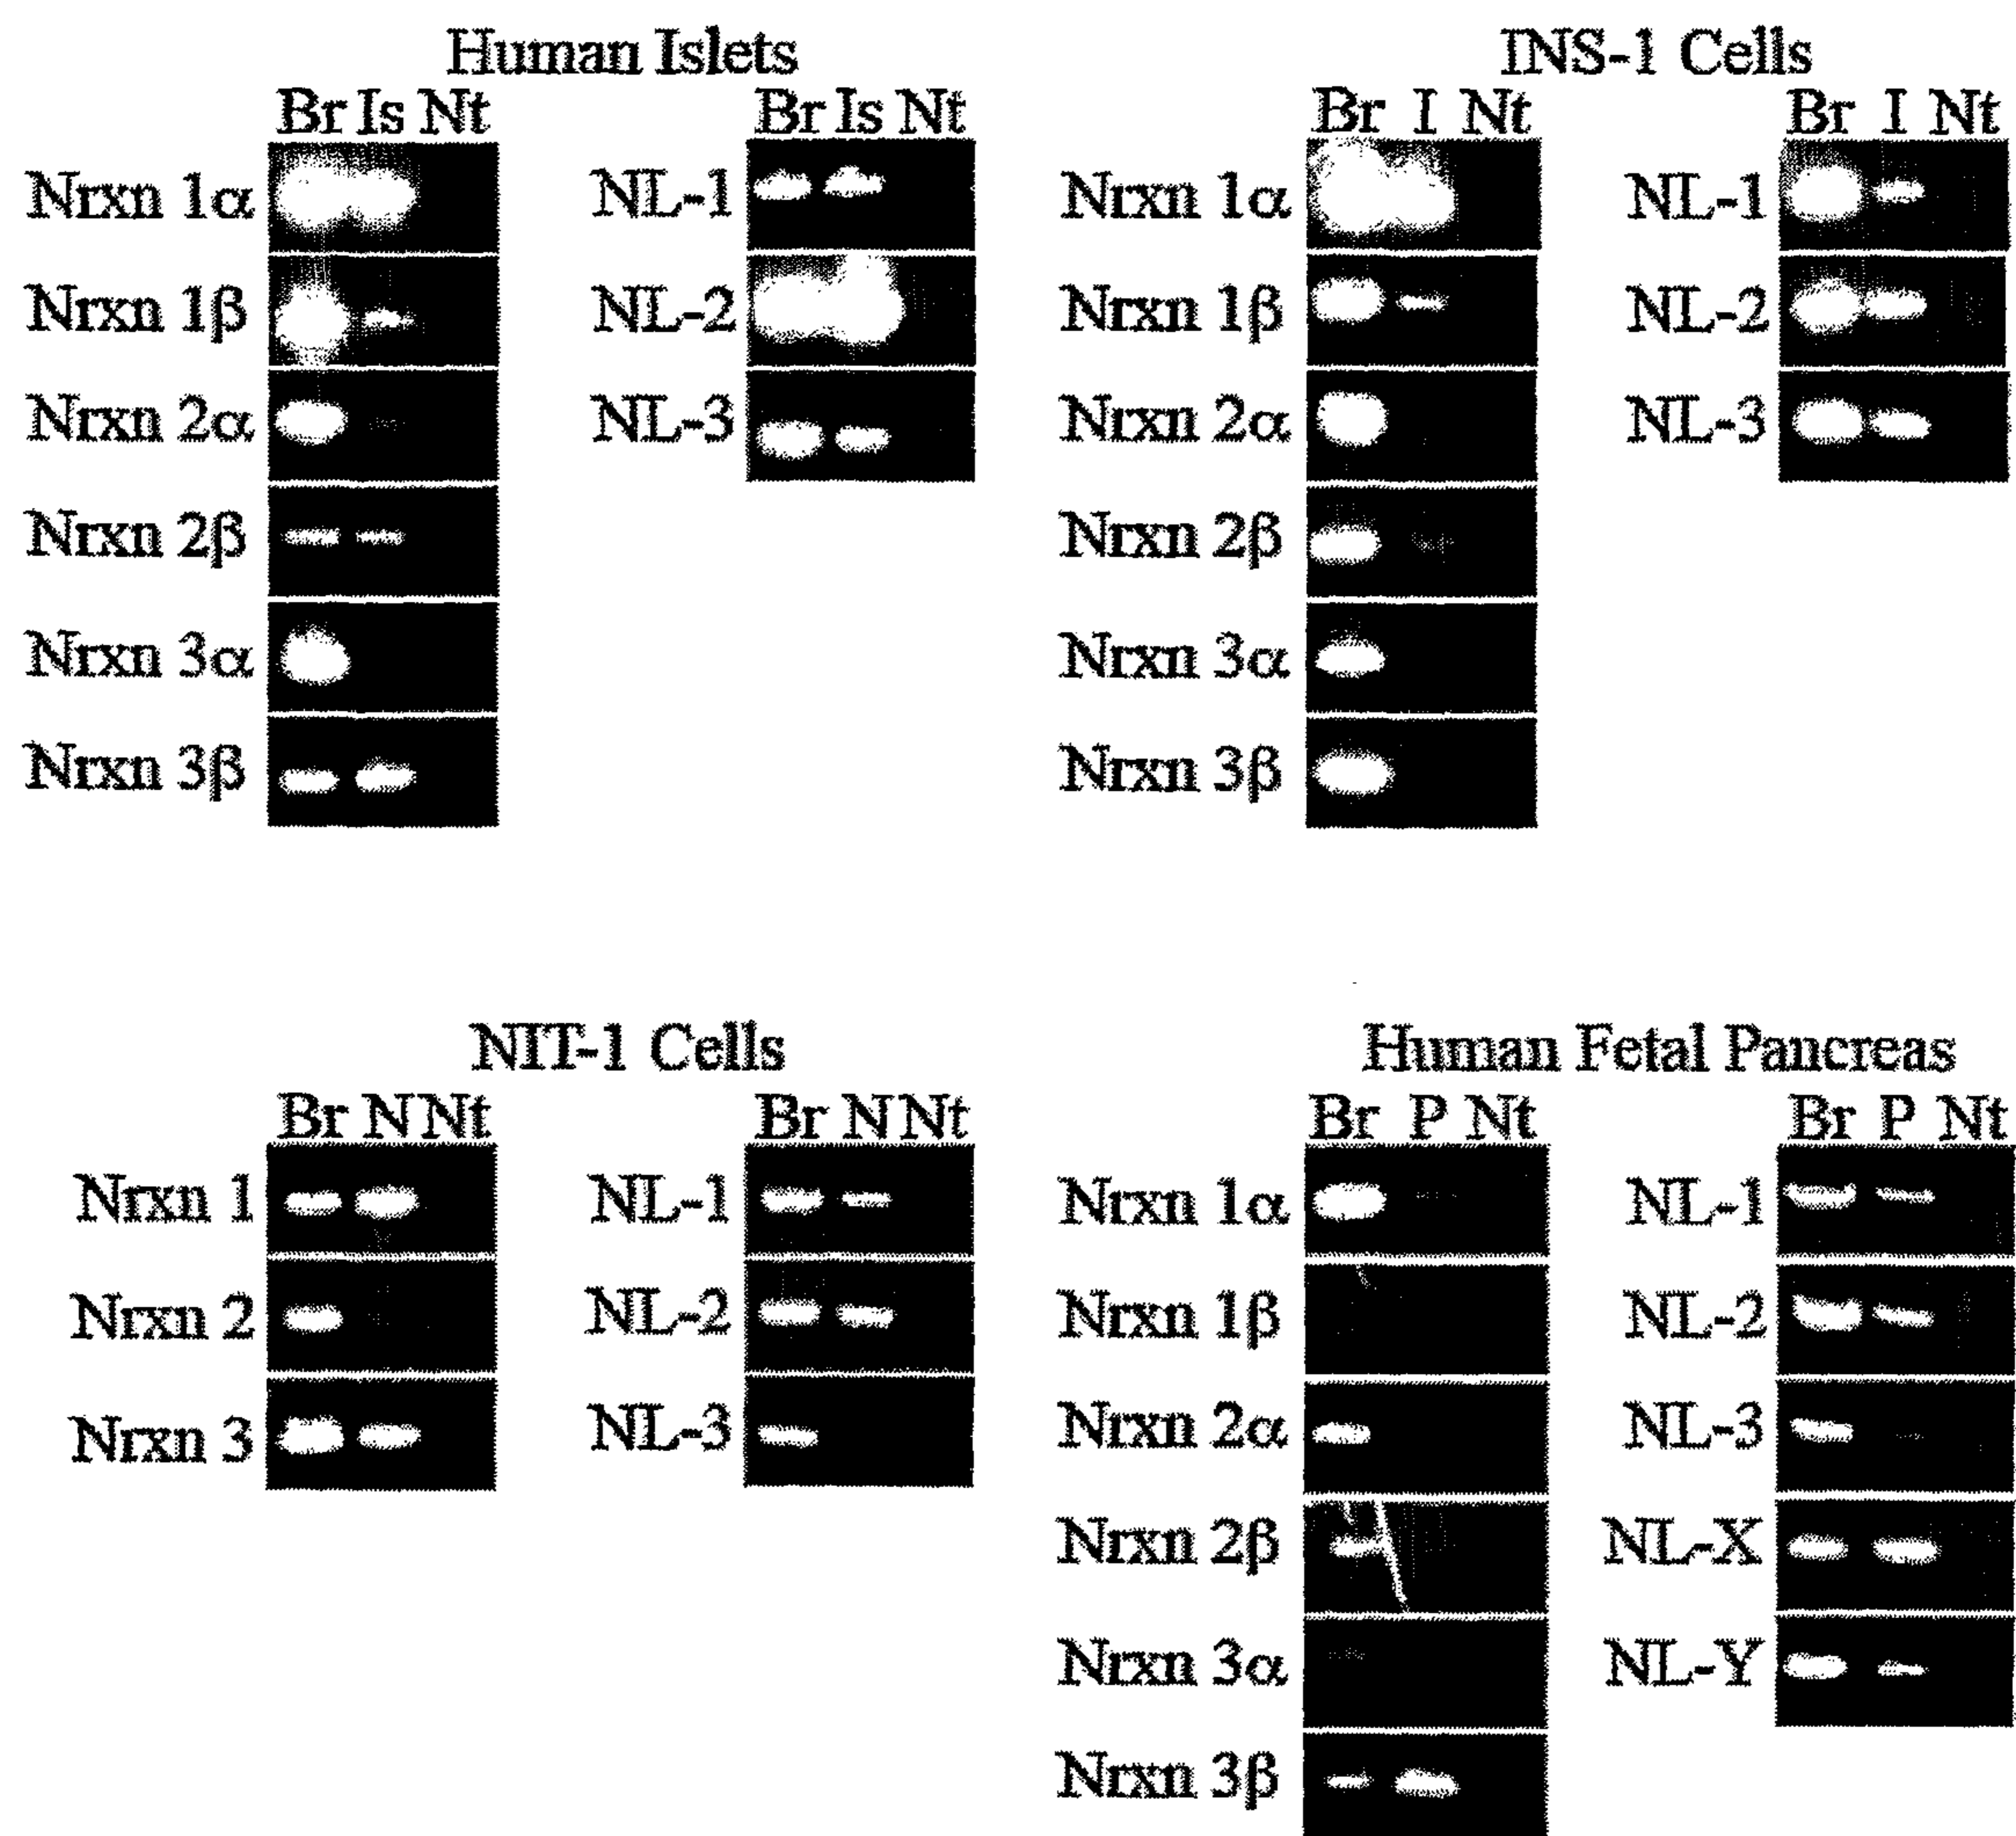 Human Islets
Br Is Nt
Nrxn 1α
Nrxn 1β
Nrxn 2α
Nrxn 2β
Nrxn 3α
Nrxn 3β
Br Is Nt
NL-1
NL-2
NL-3
INS-1 Cells
Br I Nt
Nrxn 1α
Nrxn 1β
Nrxn 2α
Nrxn 2β
Nrxn 3α
Nrxn 3β
Br I Nt
NL-1
NL-2
NL-3
NIT-1 Cells
Br N Nt
Nrxn 1
Nrxn 2
Nrxn 3
Br N Nt
NL-1
NL-2
NL-3
Human Fetal Pancreas
Br P Nt
Nrxn 1α
Nrxn 1β
Nrxn 2α
Nrxn 2β
Nrxn 3α
Nrxn 3β
Br P Nt
NL-1
NL-2
NL-3
NL-X
NL-Y